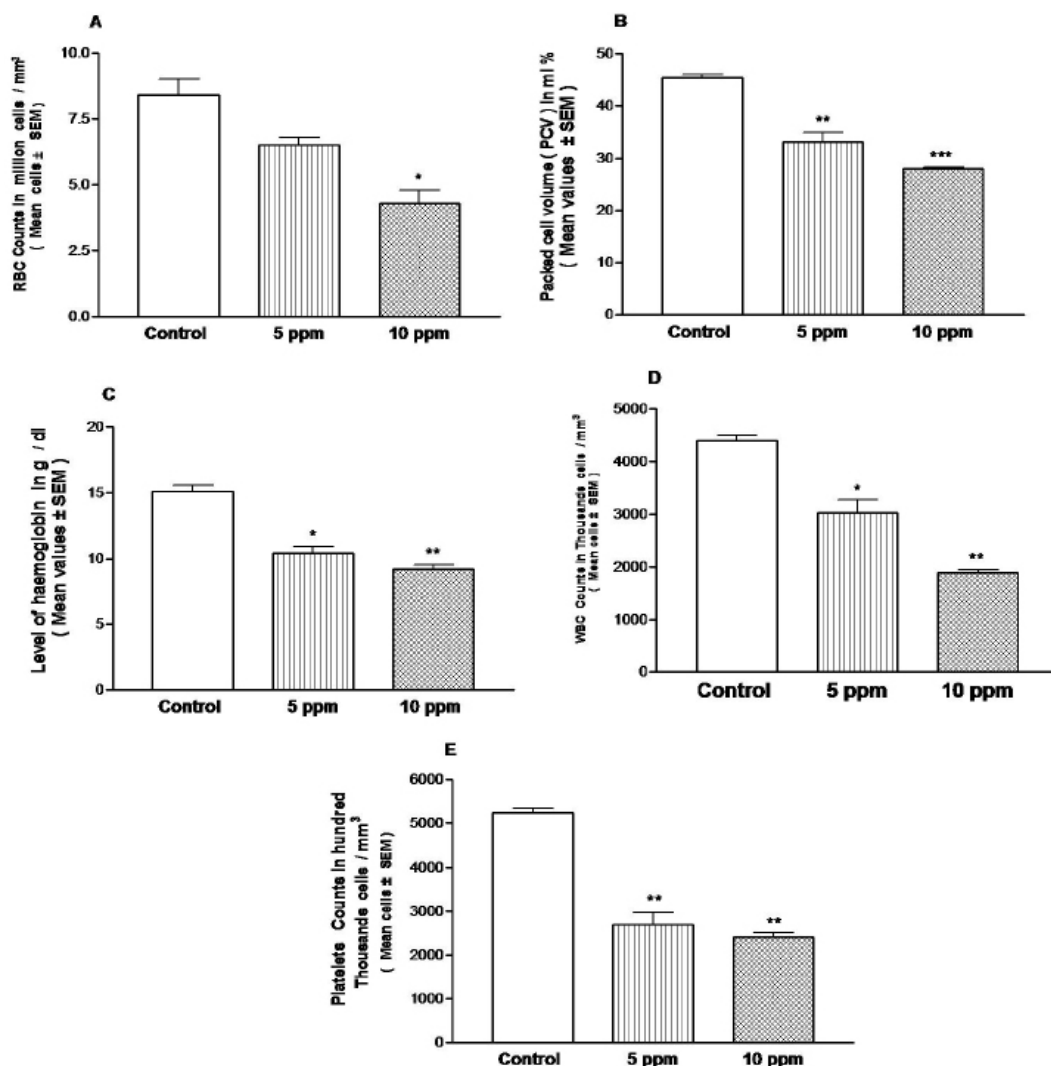 A
RBC Counts in million cells / mm³
( Mean cells ± SEM)
10.0
7.5
5.0
2.5
0.0
*
Control
5 ppm
10 ppm
B
Packed cell volume ( PCV ) in ml %
( Mean values ± SEM )
50
40
30
20
10
0
**
***
Control
5 ppm
10 ppm
C
Level of haemoglobin in g / dl
( Mean values ± SEM )
20
15
10
5
0
*
**
Control
5 ppm
10 ppm
D
WBC Counts in Thousands cells / mm³
( Mean cells ± SEM )
5000
4000
3000
2000
1000
0
*
**
Control
5 ppm
10 ppm
E
Platelets Counts in hundred
Thousands cells / mm³
( Mean cells ± SEM )
6000
5000
4000
3000
2000
1000
0
**
**
Control
5 ppm
10 ppm